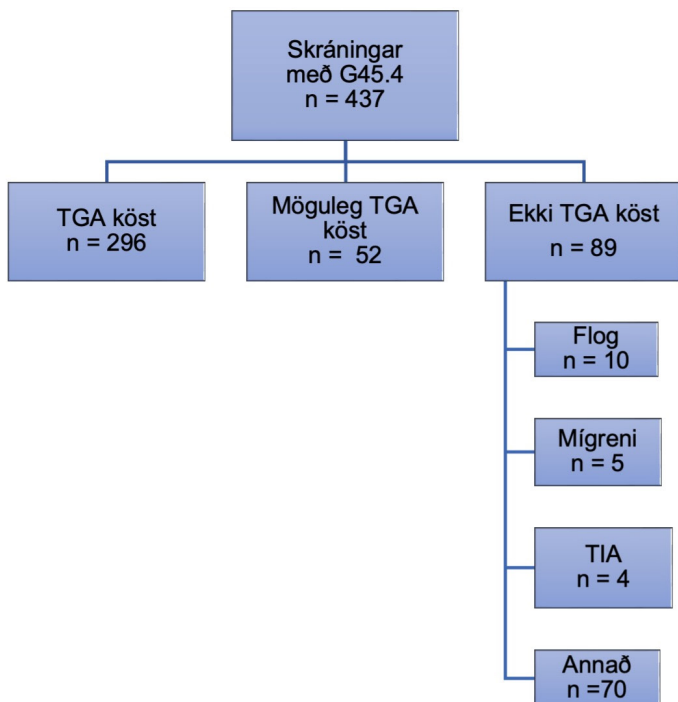 Skráningar
með G45.4
n = 437
TGA köst
n = 296
Möguleg TGA
köst
n = 52
Ekki TGA köst
n = 89
Flog
n = 10
Mígreni
n = 5
TIA
n = 4
Annað
n =70